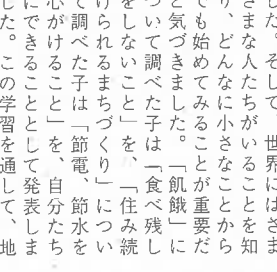 した。そして、世界にはさま
ざまな人たちがいることを知
り、どんなに小さなことから
でも始めてみることが重要だ
と気づきました。「飢餓」に
ついて調べた子は「食べ残し
をしないこと」を、「住み続
けられるまちづくり」につい
て調べた子は「節電、節水を
心がけること」を、自分たち
にできることとして発表しま
した。この学習を通して、地